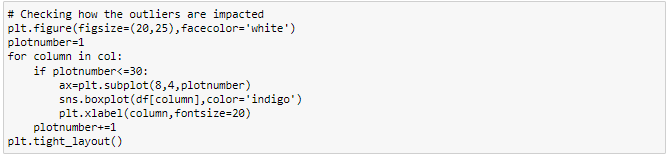 # Checking how the outliers are impacted
plt.figure(figsize=(20,25),facecolor='white')
plotnumber=1
for column in col:
    if plotnumber<=30:
        ax=plt.subplot(8,4,plotnumber)
        sns.boxplot(df[column],color='indigo')
        plt.xlabel(column,fontsize=20)
    plotnumber+=1
plt.tight_layout()